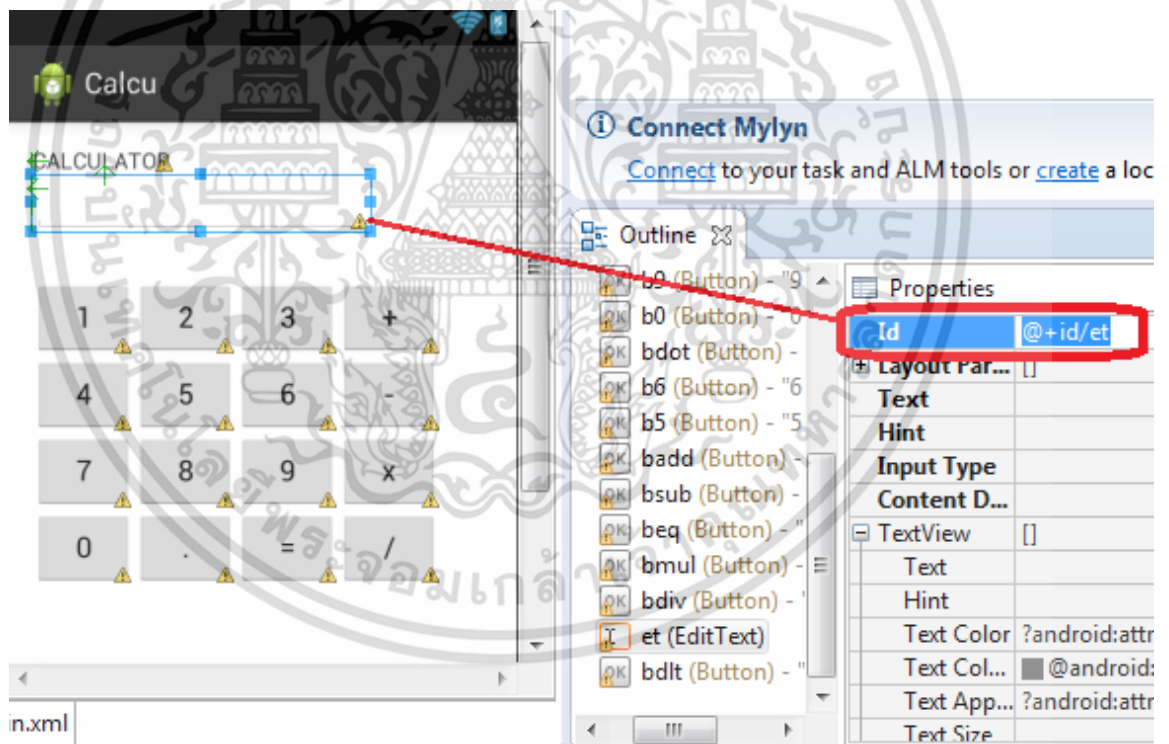 Calcu
CALCULATOR
1 2 3 +
4 5 6 -
7 8 9 x
0 . = /
in.xml
Connect Mylyn
Connect to your task and ALM tools or create a loc
Outline
b9 (Button) - "9
b0 (Button) - "0
bdot (Button) -
b6 (Button) - "6
b5 (Button) - "5
badd (Button) -
bsub (Button) -
beq (Button) - "
bmul (Button) -
bdiv (Button) - '
et (EditText)
bdlt (Button) - "
Properties
Id @+id/et
Layout Par... []
Text
Hint
Input Type
Content D...
TextView []
Text
Hint
Text Color ?android:attr
Text Col... @android:
Text App... ?android:attr
Text Size